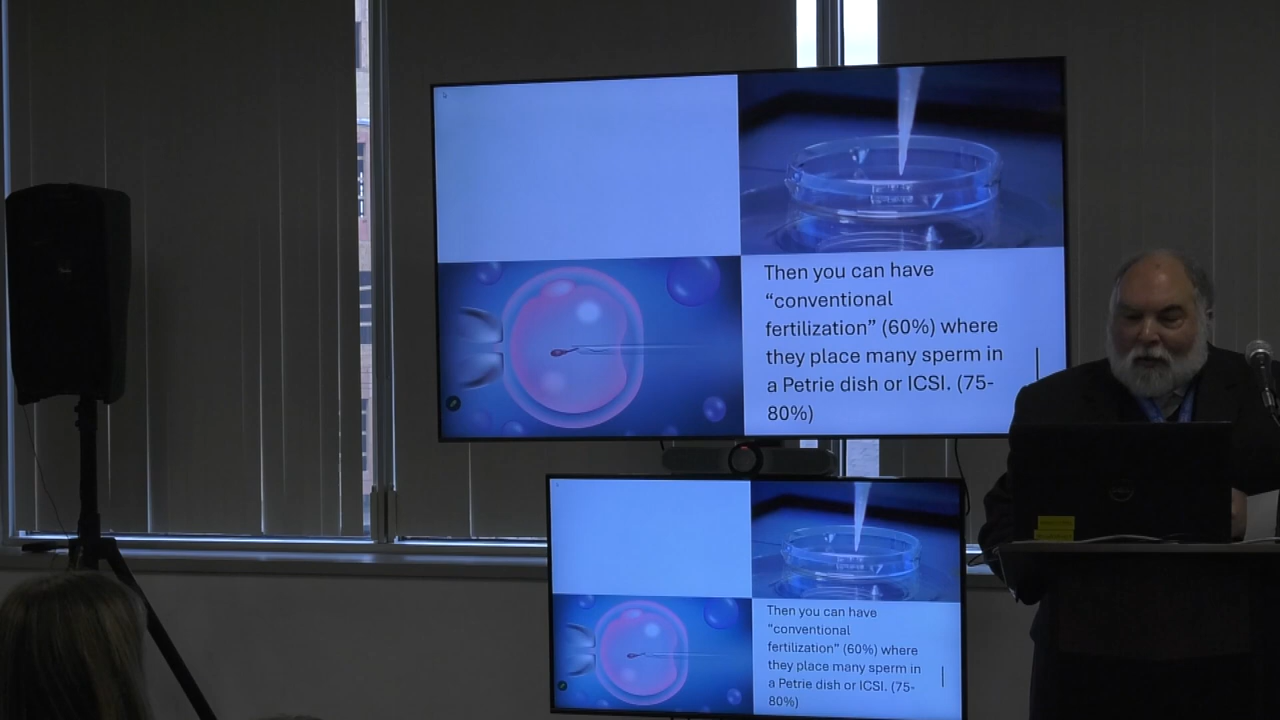 Then you can have
“conventional
fertilization” (60%) where
they place many sperm in
a Petrie dish or ICSI. (75-
80%)
Then you can have
“conventional
fertilization” (60%) where
they place many sperm in
a Petrie dish or ICSI. (75-
80%)